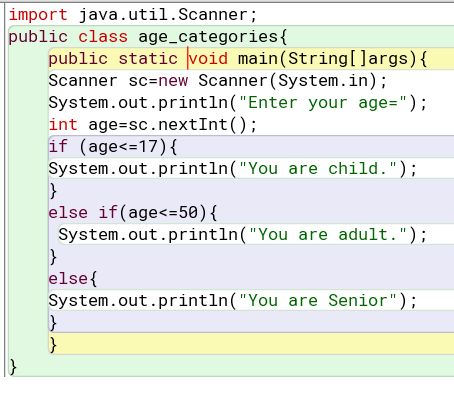 import java.util.Scanner;
public class age_categories{
public static void main(String[]args){
Scanner sc=new Scanner(System.in);
System.out.println("Enter your age=");
int age=sc.nextInt();
if (age<=17){
System.out.println("You are child.");
}
else if(age<=50){
System.out.println("You are adult.");
}
else{
System.out.println("You are Senior");
}
}
}